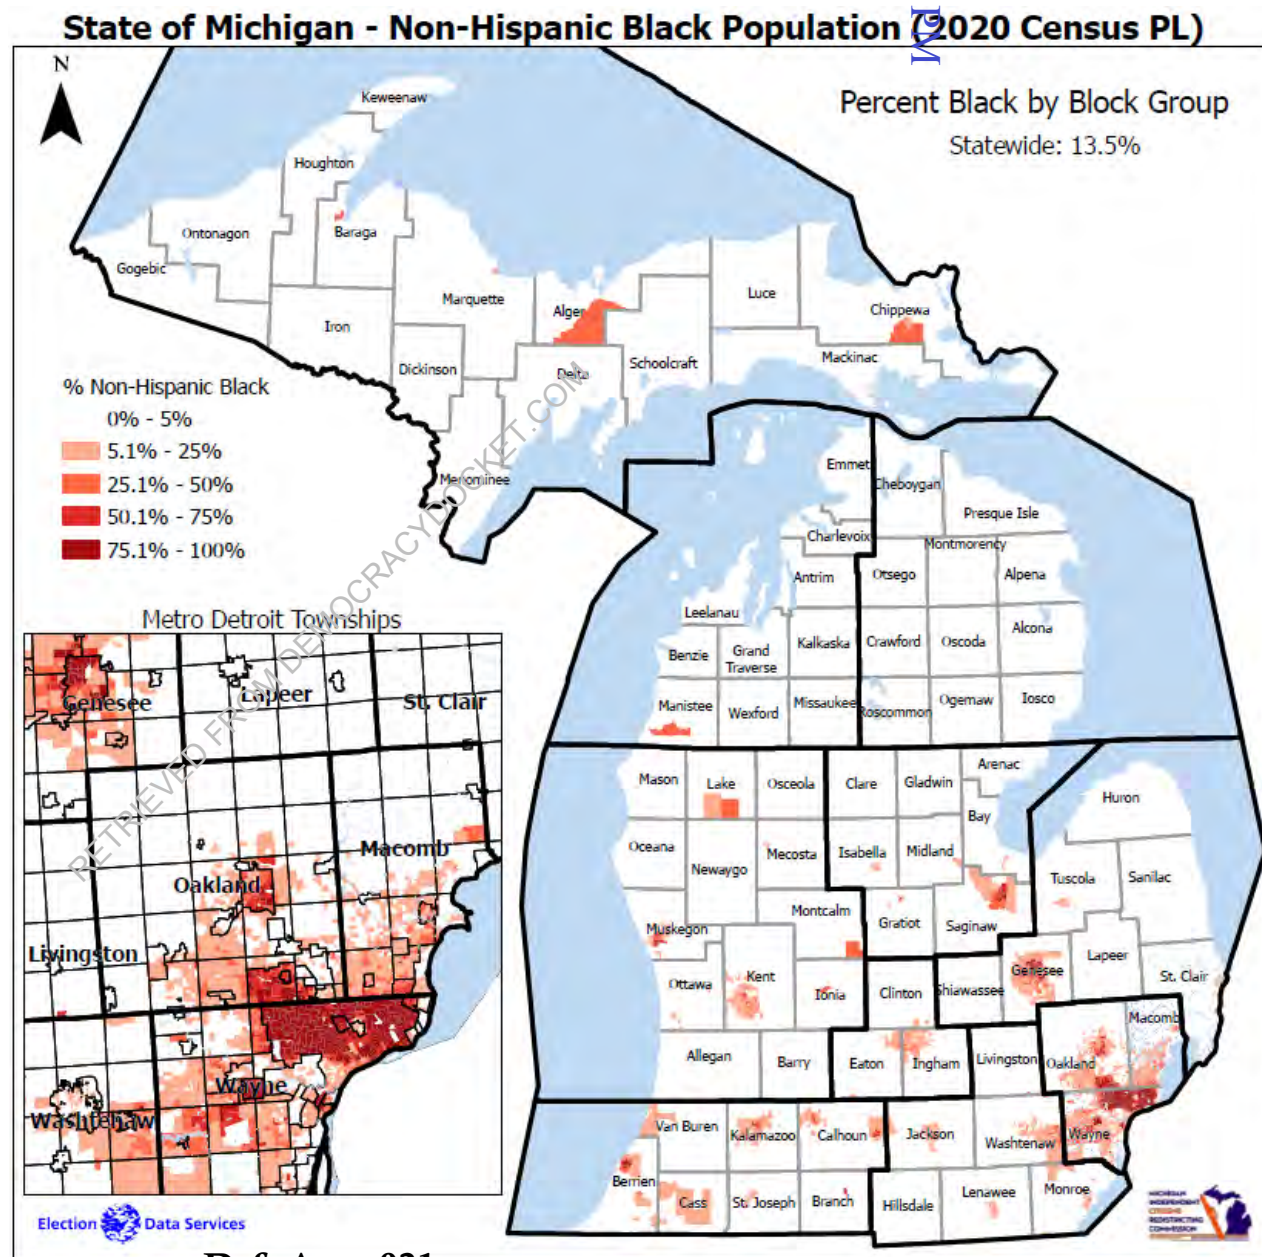 State of Michigan - Non-Hispanic Black Population (2020 Census PL)
PM
N
Percent Black by Block Group
Statewide: 13.5%
Keweenaw
Houghton
Ontonagon
Baraga
Gogebic
Marquette
Alger
Luce
Chippewa
Iron
Dickinson
Delta
Schoolcraft
Mackinac
Menominee
% Non-Hispanic Black
0% - 5%
5.1% - 25%
25.1% - 50%
50.1% - 75%
75.1% - 100%
RETRIEVED FROM DEMOCRACYDOCKET.COM
Emmet
Cheboygan
Presque Isle
Charlevoix
Montmorency
Antrim
Otsego
Alpena
Leelanau
Benzie
Grand
Traverse
Kalkaska
Crawford
Oscoda
Alcona
Manistee
Wexford
Missaukee
Roscommon
Ogemaw
Iosco
Mason
Lake
Osceola
Clare
Gladwin
Arenac
Huron
Bay
Oceana
Newaygo
Mecosta
Isabella
Midland
Tuscola
Sanilac
Muskegon
Montcalm
Gratiot
Saginaw
Ottawa
Kent
Ionia
Clinton
Shiawassee
Genesee
Lapeer
St. Clair
Macomb
Allegan
Barry
Eaton
Ingham
Livingston
Oakland
Van Buren
Kalamazoo
Calhoun
Jackson
Washtenaw
Wayne
Berrien
Cass
St. Joseph
Branch
Hillsdale
Lenawee
Monroe
Metro Detroit Townships
Genesee
Lapeer
St. Clair
Macomb
Oakland
Livingston
Wayne
Washtenaw
Election Data Services
MICHIGAN
INDEPENDENT
CITIZENS
REDISTRICTING
COMMISSION